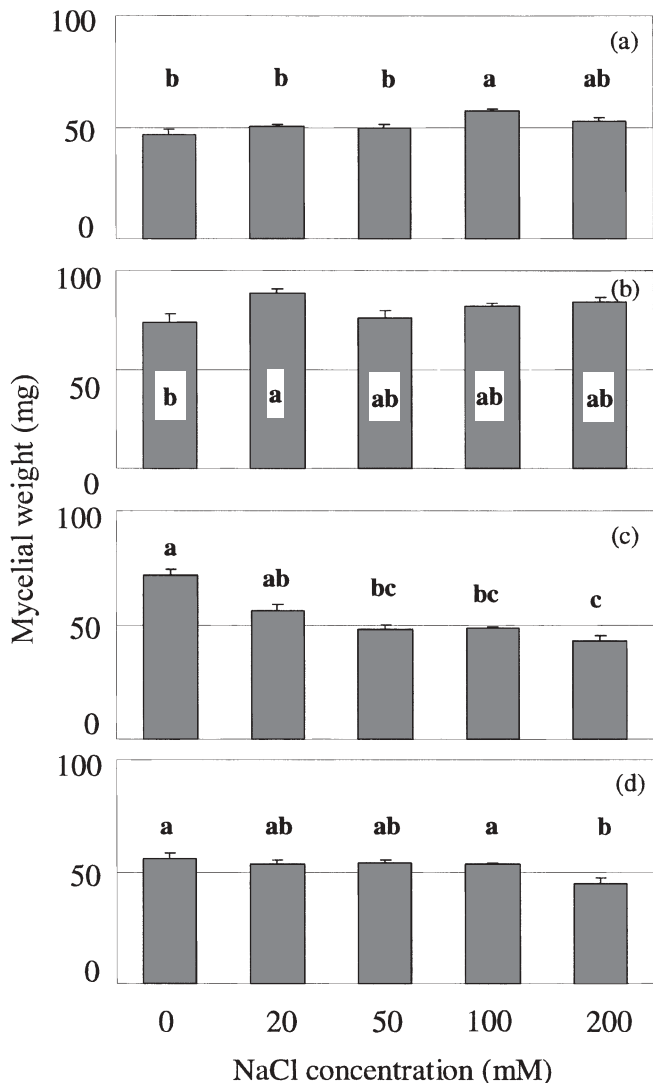 100
(a)
b b b a ab
50
0
100
(b)
50
b a ab ab ab
0
100
(c)
a
ab bc bc c
50
0
100
(d)
a ab ab a b
50
0
0 20 50 100 200
NaCl concentration (mM)
Mycelial weight (mg)